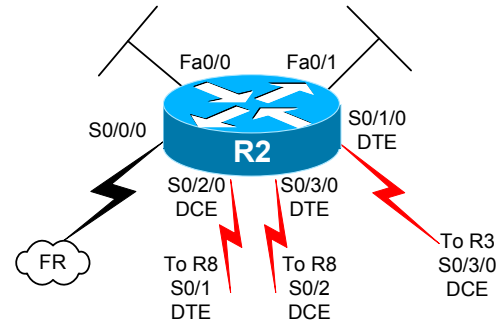 Fa0/0
Fa0/1
S0/0/0
S0/1/0
DTE
R2
S0/2/0
DCE
S0/3/0
DTE
FR
To R8
S0/1
DTE
To R8
S0/2
DCE
To R3
S0/3/0
DCE